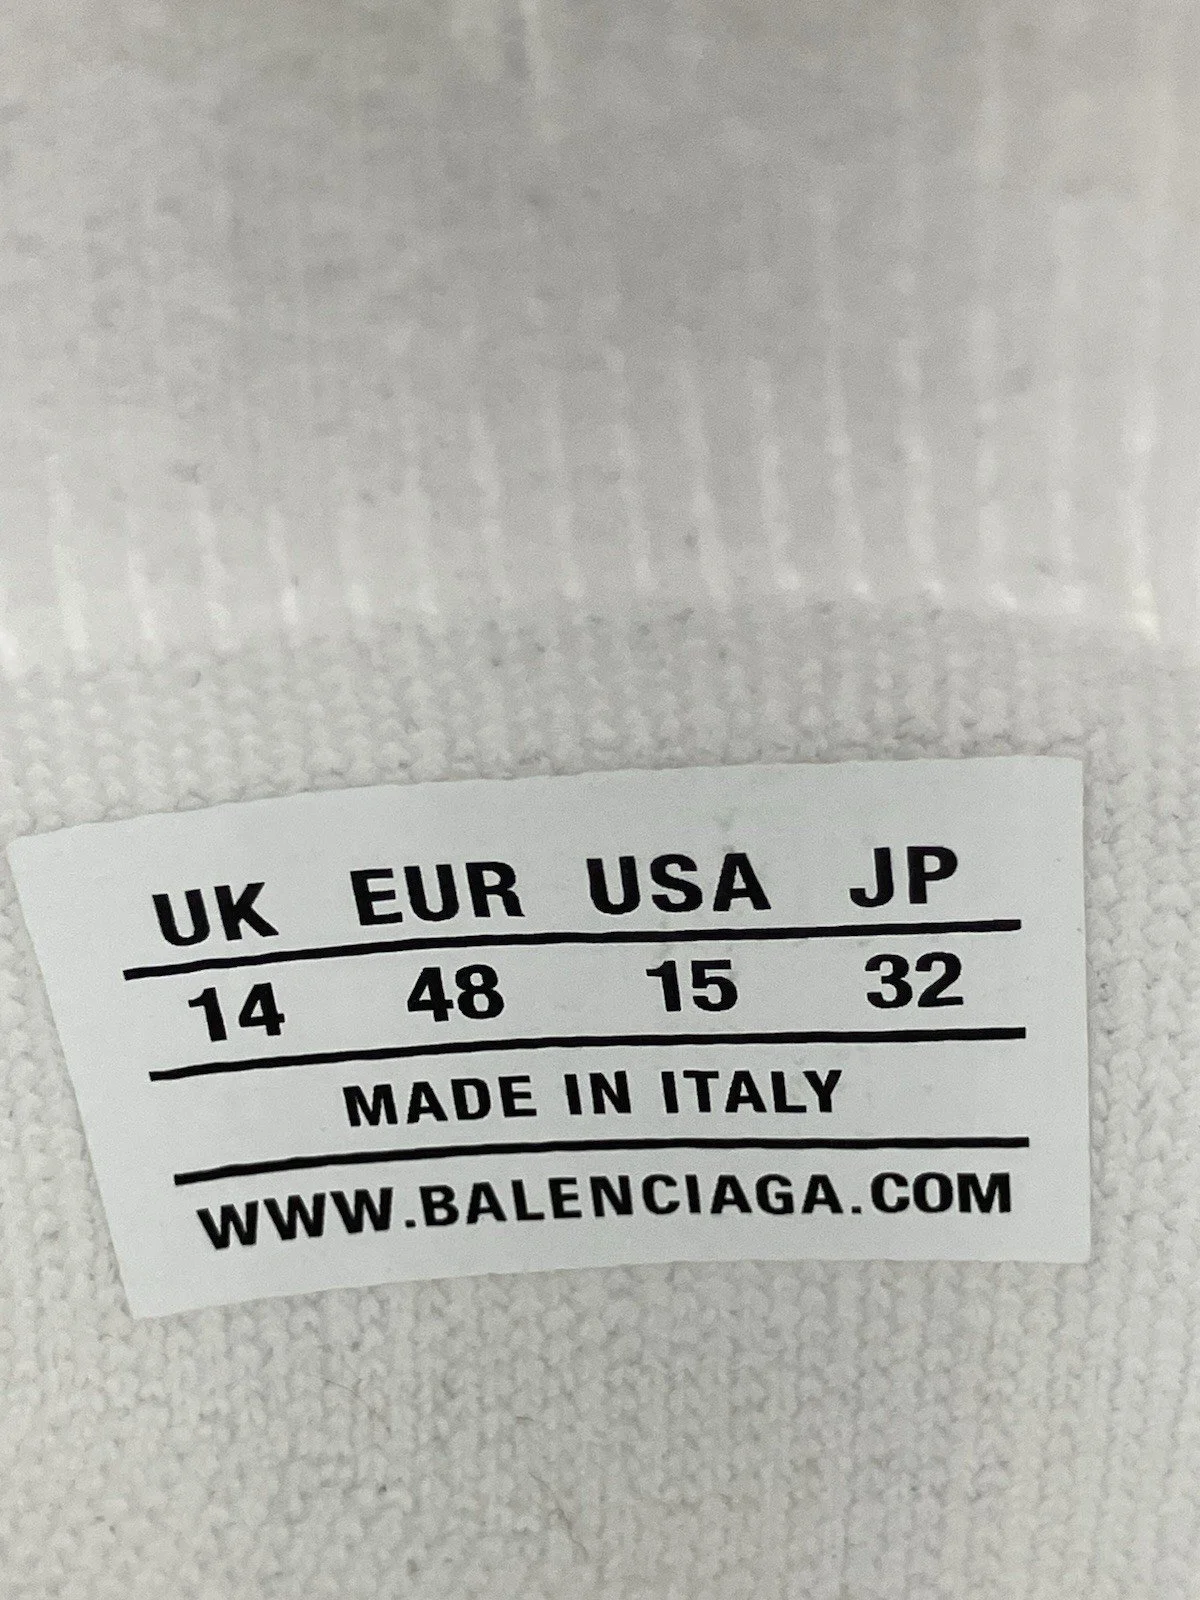 UK EUR USA JP
14 48 15 32
MADE IN ITALY
WWW.BALENCIAGA.COM